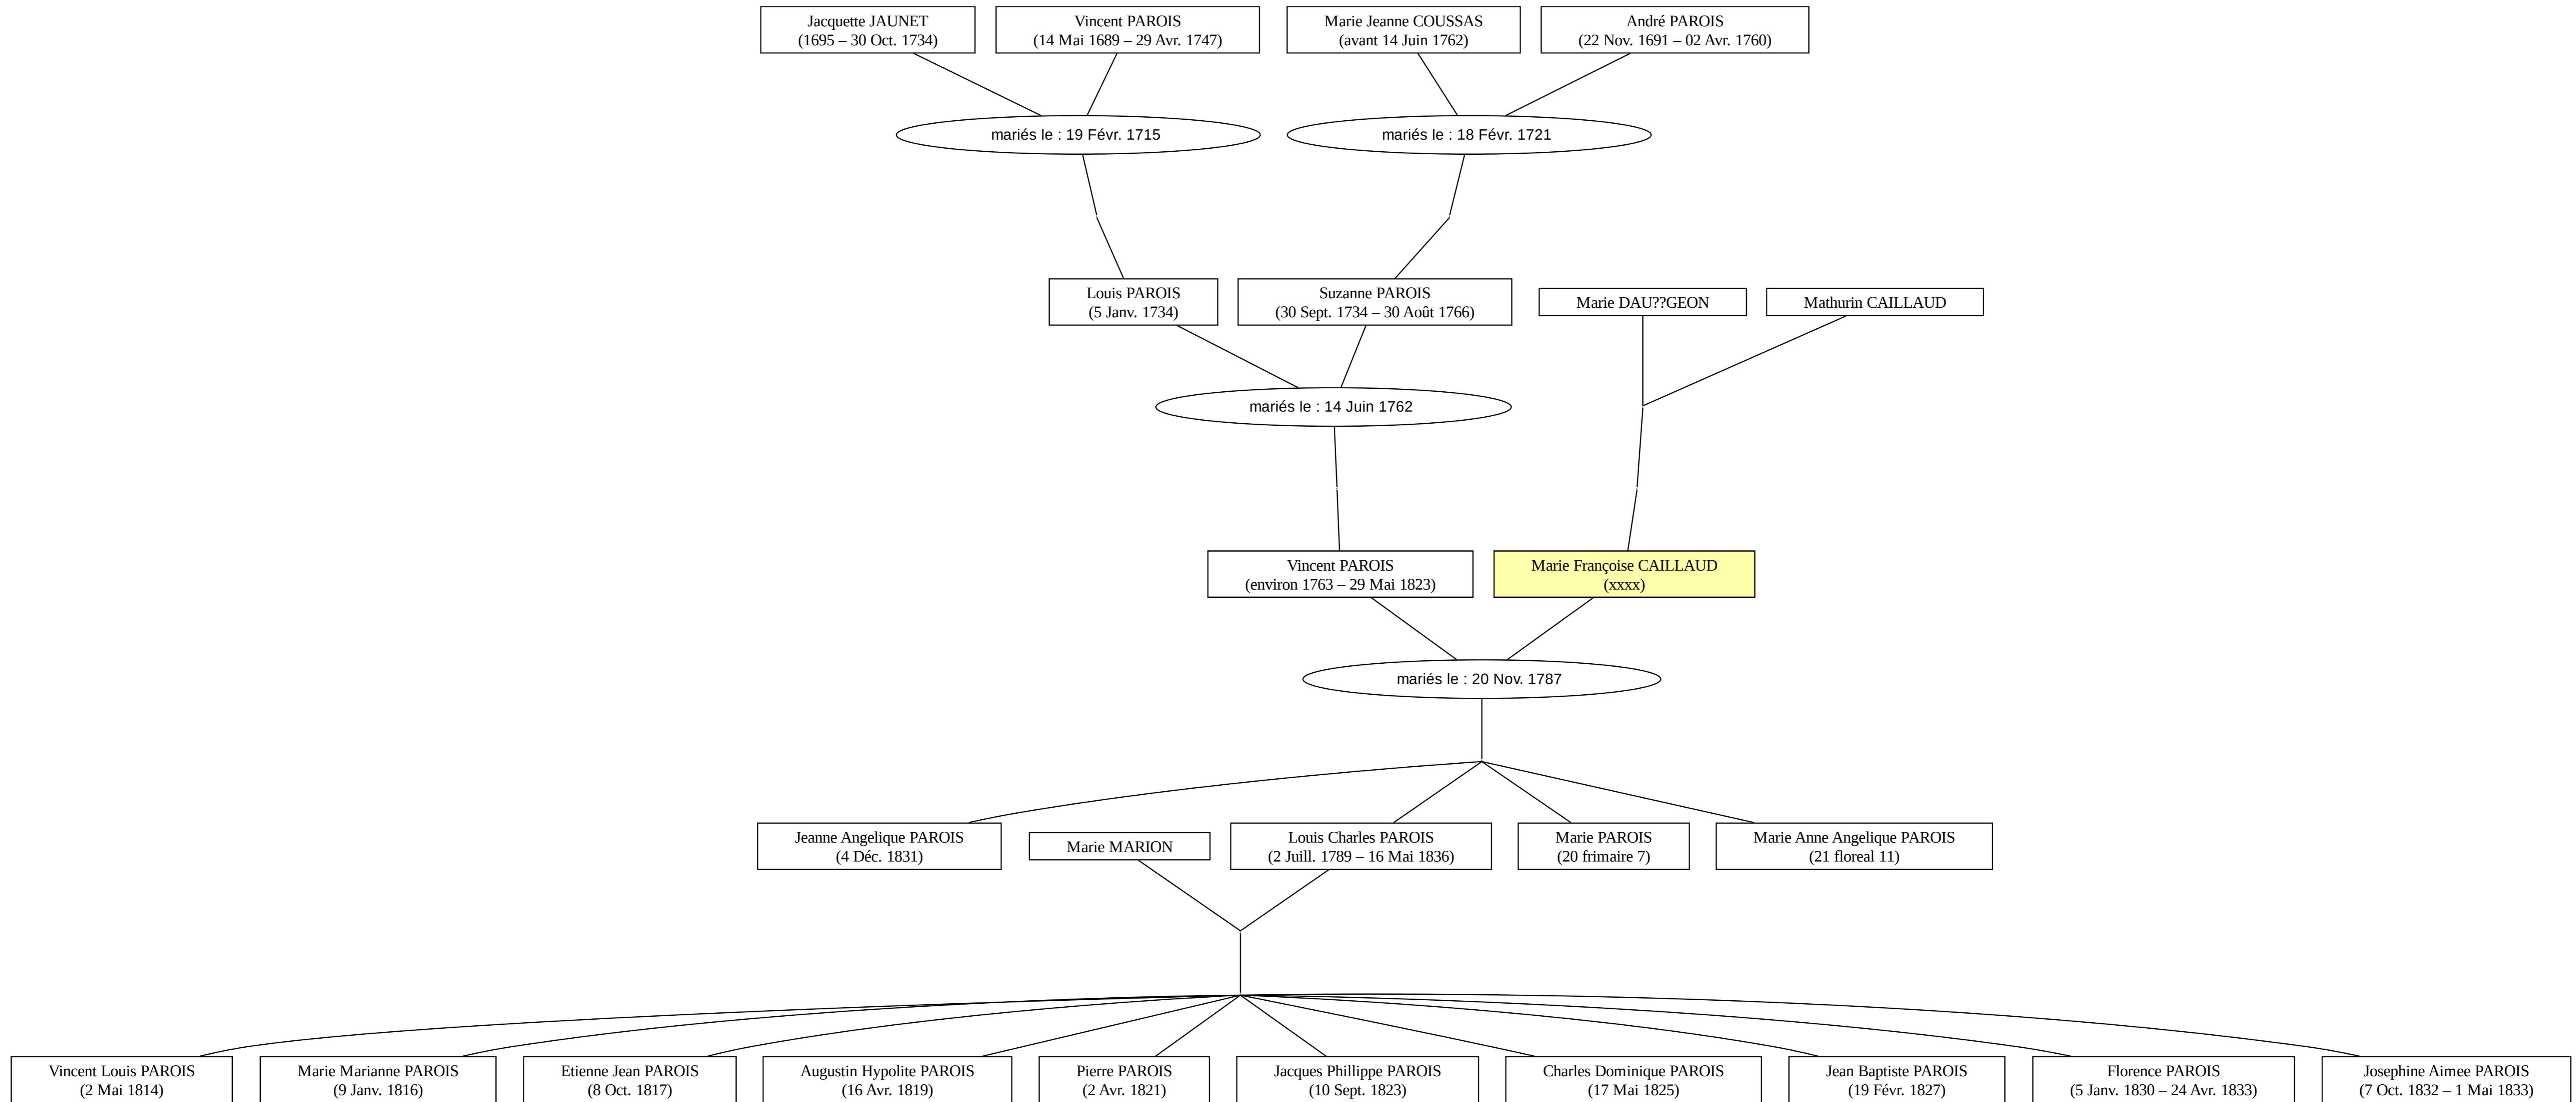 Jacquette JAUNET
(1695 – 30 Oct. 1734)
Vincent PAROIS
(14 Mai 1689 – 29 Avr. 1747)
Marie Jeanne COUSSAS
(avant 14 Juin 1762)
André PAROIS
(22 Nov. 1691 – 02 Avr. 1760)
mariés le : 19 Févr. 1715
mariés le : 18 Févr. 1721
Louis PAROIS
(5 Janv. 1734)
Suzanne PAROIS
(30 Sept. 1734 – 30 Août 1766)
Marie DAU??GEON
Mathurin CAILLAUD
mariés le : 14 Juin 1762
Vincent PAROIS
(environ 1763 – 29 Mai 1823)
Marie Françoise CAILLAUD
(xxxx)
mariés le : 20 Nov. 1787
Jeanne Angelique PAROIS
(4 Déc. 1831)
Marie MARION
Louis Charles PAROIS
(2 Juill. 1789 – 16 Mai 1836)
Marie PAROIS
(20 frimaire 7)
Marie Anne Angelique PAROIS
(21 floreal 11)
Vincent Louis PAROIS
(2 Mai 1814)
Marie Marianne PAROIS
(9 Janv. 1816)
Etienne Jean PAROIS
(8 Oct. 1817)
Augustin Hypolite PAROIS
(16 Avr. 1819)
Pierre PAROIS
(2 Avr. 1821)
Jacques Phillippe PAROIS
(10 Sept. 1823)
Charles Dominique PAROIS
(17 Mai 1825)
Jean Baptiste PAROIS
(19 Févr. 1827)
Florence PAROIS
(5 Janv. 1830 – 24 Avr. 1833)
Josephine Aimee PAROIS
(7 Oct. 1832 – 1 Mai 1833)